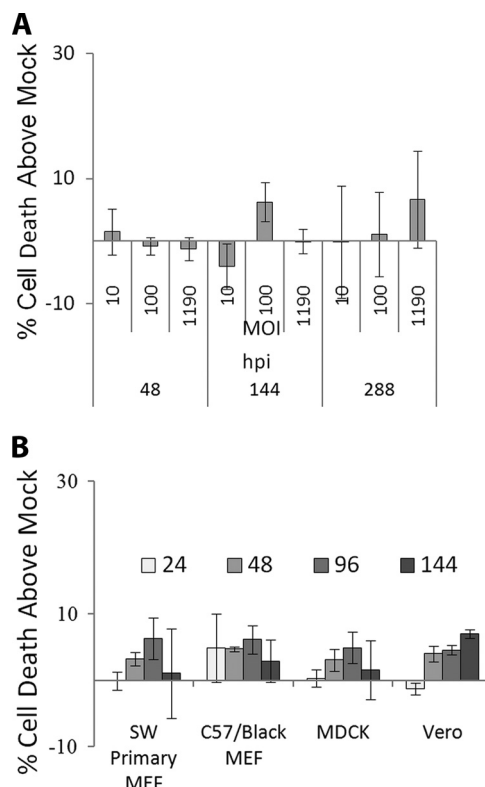 A
% Cell Death Above Mock
30
10
-10
10 100 1190 10 100 1190 10 100 1190
MOI
hpi
48 144 288
B
% Cell Death Above Mock
30
24 48 96 144
10
-10
SW Primary MEF
C57/Black MEF
MDCK
Vero